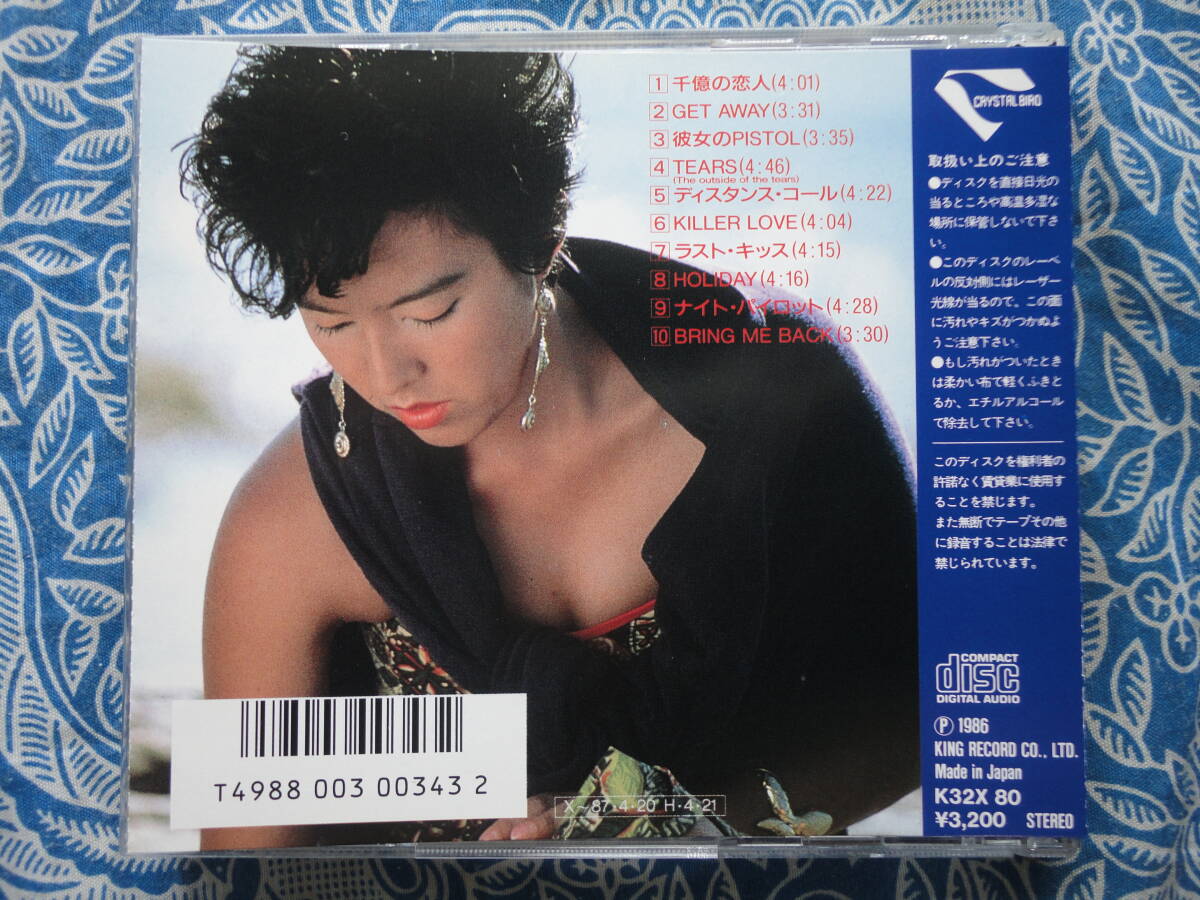 1 千億の恋人(4:01)
2 GET AWAY(3:31)
3 彼女のPISTOL(3:35)
4 TEARS(4:46)
(The outside of the tears)
5 ディスタンス・コール(4:22)
6 KILLER LOVE(4:04)
7 ラスト・キッス(4:15)
8 HOLIDAY(4:16)
9 ナイト・パイロット(4:28)
10 BRING ME BACK(3:30)
CRYSTAL BIRD
取扱い上のご注意
●ディスクを直接日光の
当るところや高温多湿な
場所に保管しないで下さ
い。
●このディスクのレーベ
ルの反対側にはレーザー
光線が当るので、この面
に汚れやキズがつかぬよ
うご注意下さい。
●もし汚れがついたとき
は柔かい布で軽くふきと
るか、エチルアルコール
で除去して下さい。
このディスクを権利者の
許諾なく賃貸業に使用す
ることを禁じます。
また無断でテープその他
に録音することは法律で
禁じられています。
COMPACT
disc
DIGITAL AUDIO
Ⓟ 1986
KING RECORD CO., LTD.
Made in Japan
K32X 80
¥3,200 STEREO
T4988 003 00343 2
X〜87・4・20 H・4・21